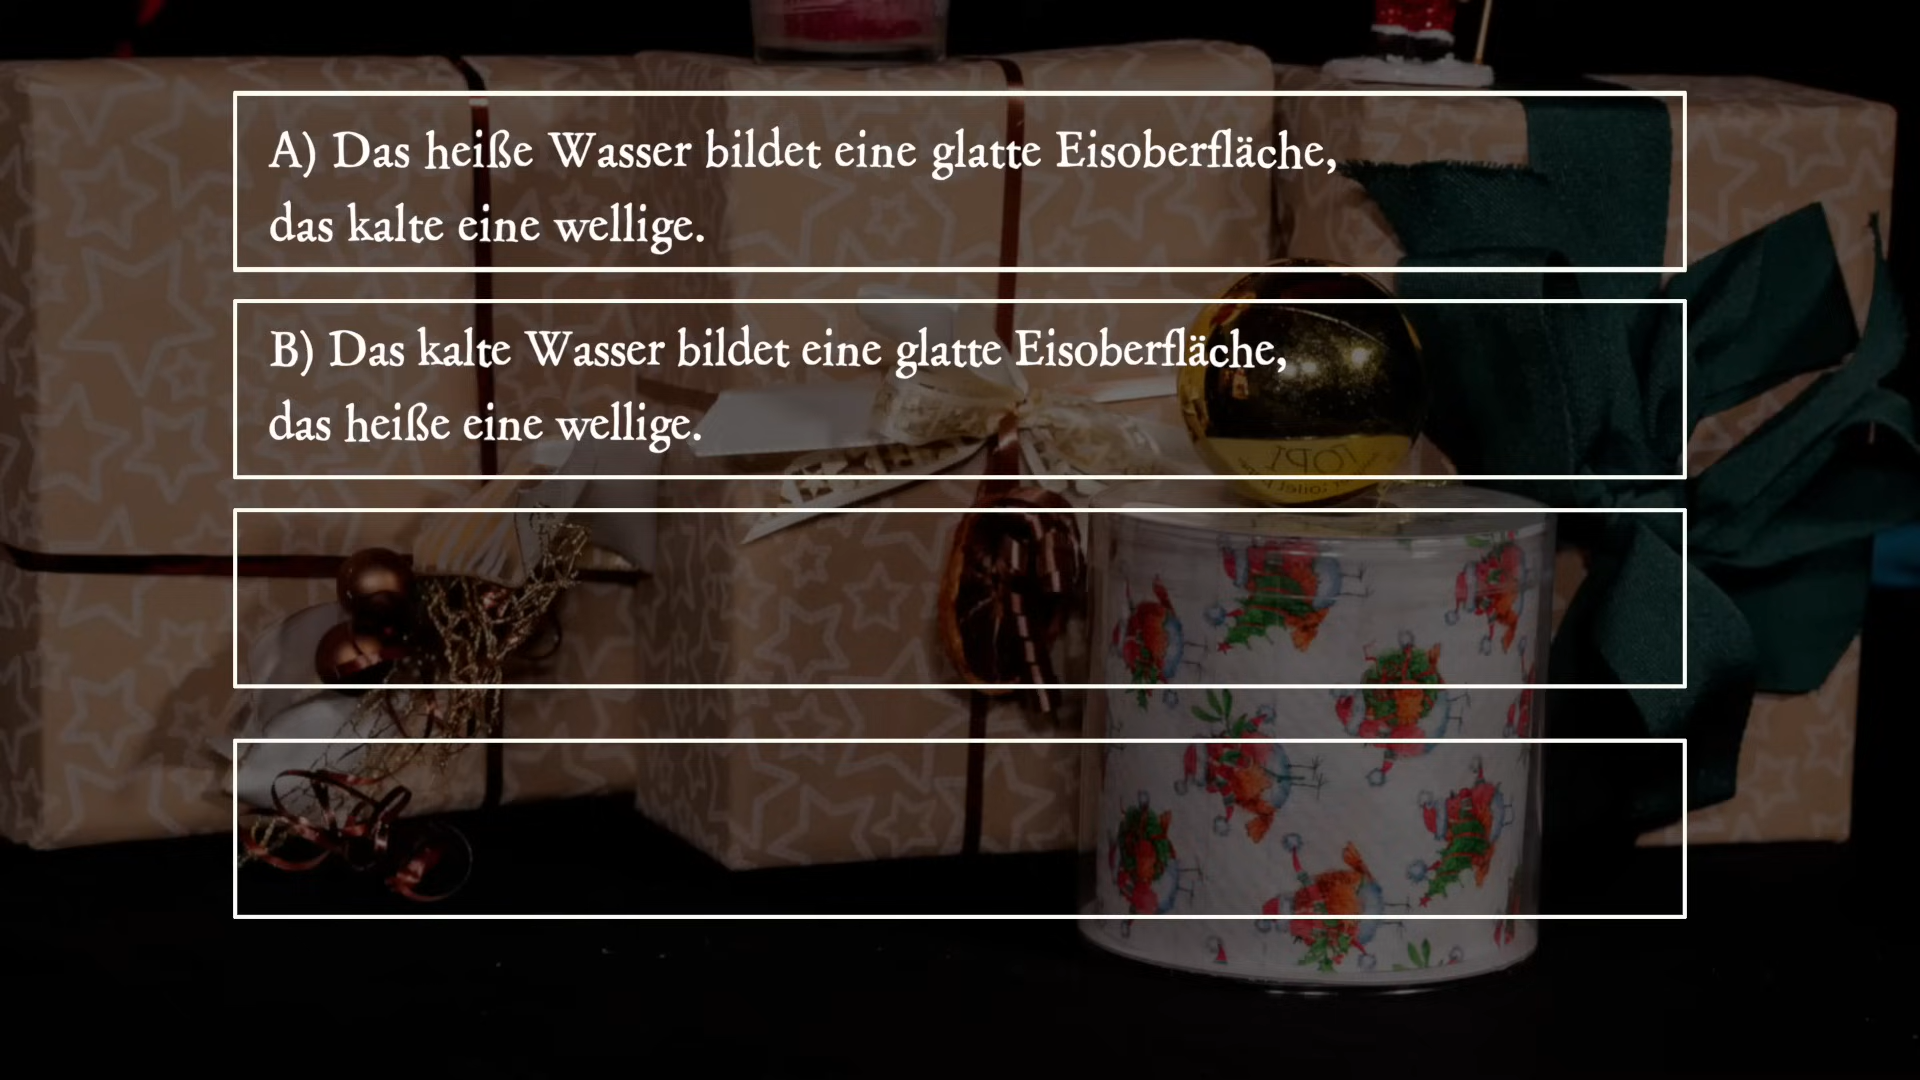 A) Das heiße Wasser bildet eine glatte Eisoberfläche,
das kalte eine wellige.
B) Das kalte Wasser bildet eine glatte Eisoberfläche,
das heiße eine wellige.